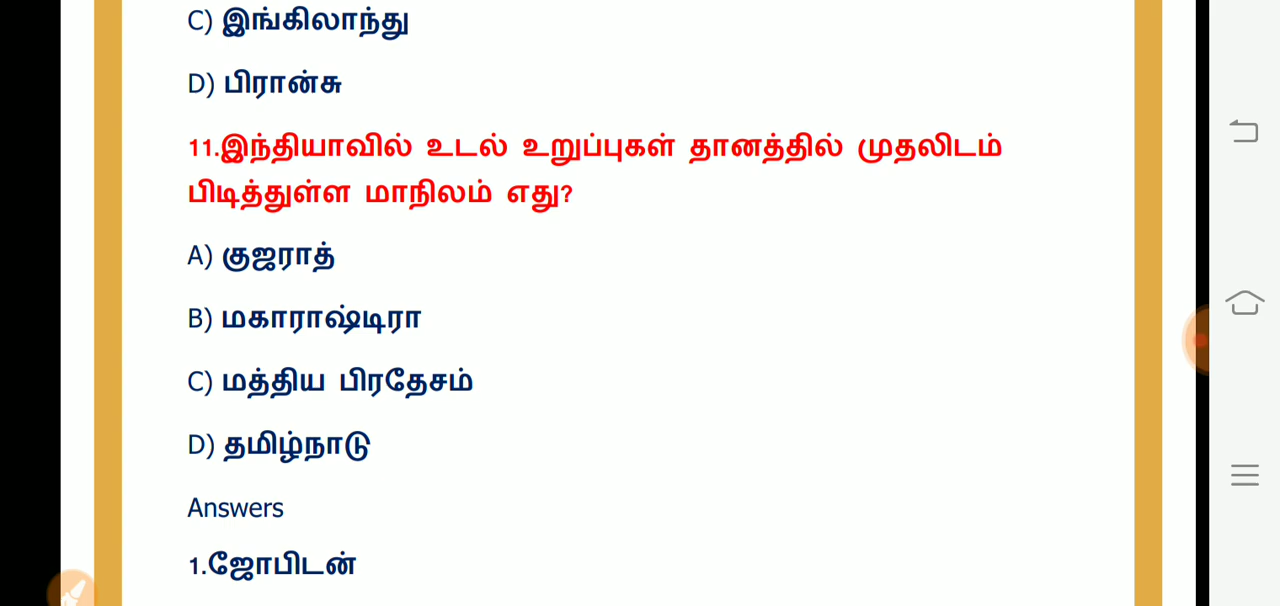 C) இங்கிலாந்து
D) பிரான்சு
11.இந்தியாவில் உடல் உறுப்புகள் தானத்தில் முதலிடம்
பிடித்துள்ள மாநிலம் எது?
A) குஜராத்
B) மகாராஷ்டிரா
C) மத்திய பிரதேசம்
D) தமிழ்நாடு
Answers
1.ஜோபிடன்